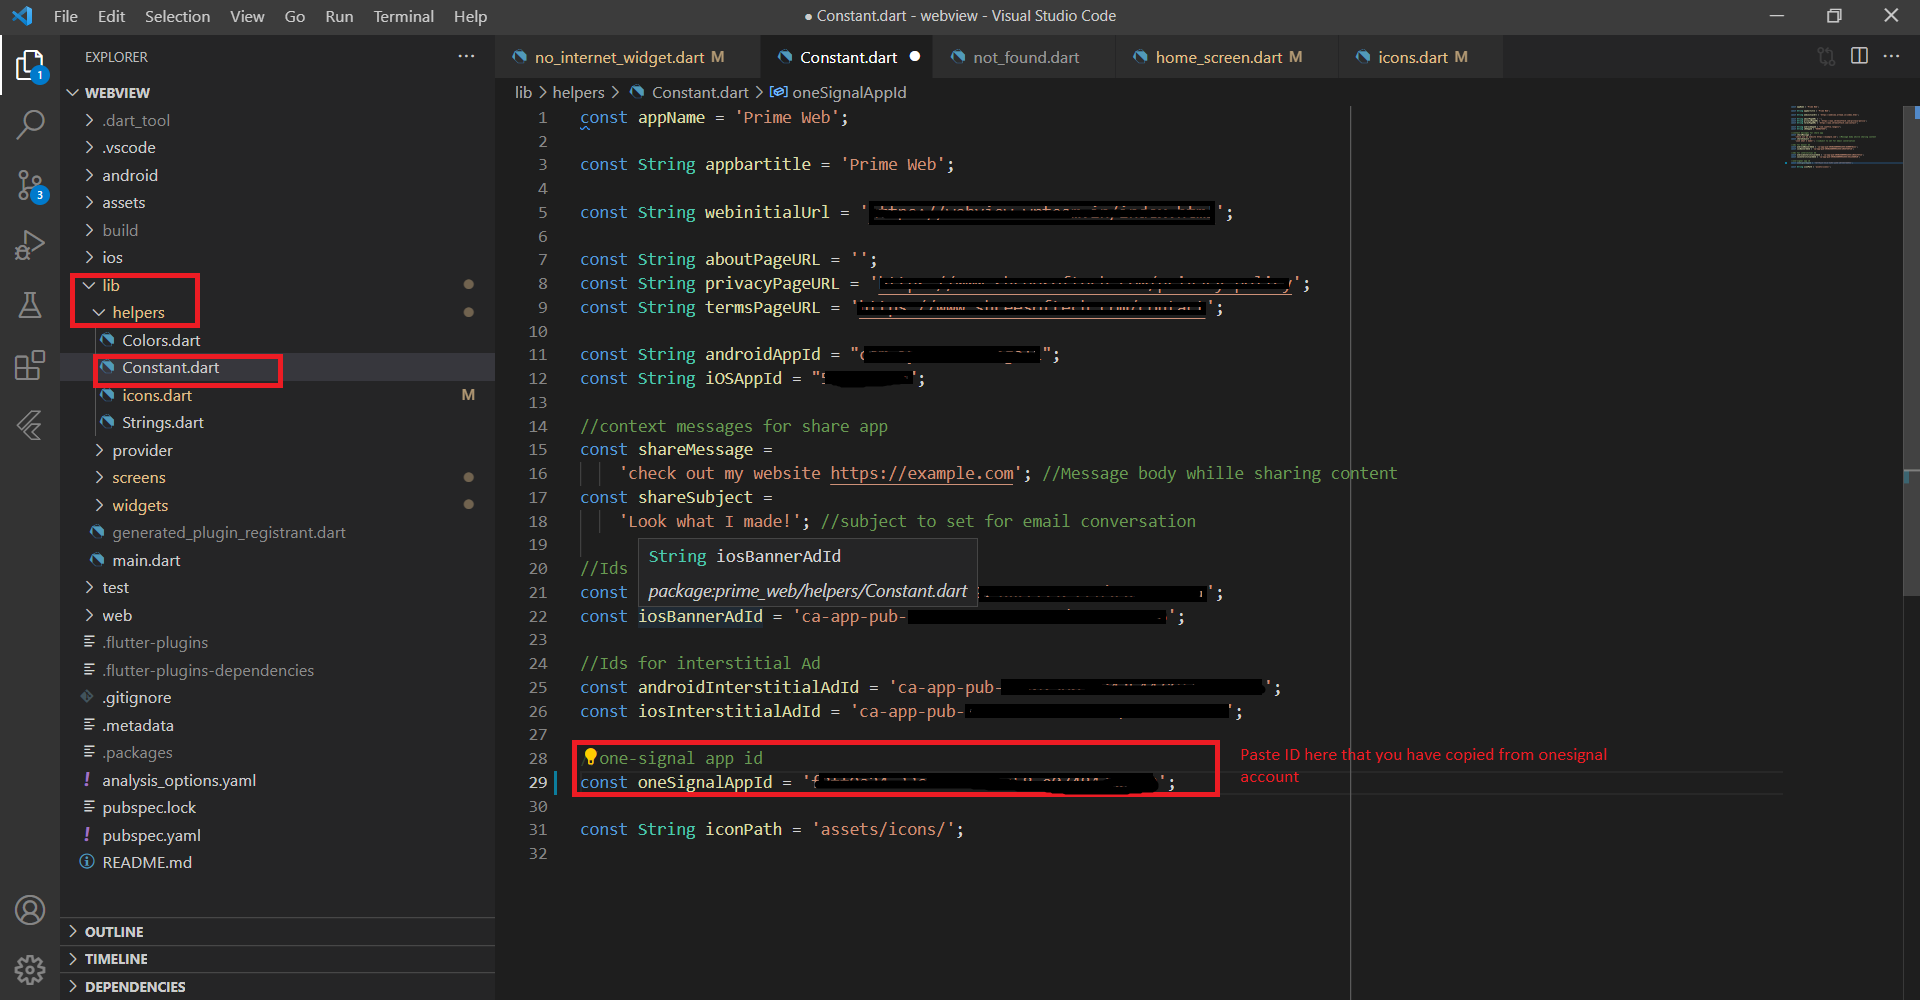 File Edit Selection View Go Run Terminal Help
● Constant.dart - webview - Visual Studio Code
EXPLORER
WEBVIEW
.dart_tool
.vscode
android
assets
build
ios
lib
helpers
Colors.dart
Constant.dart
icons.dart M
Strings.dart
provider
screens
widgets
generated_plugin_registrant.dart
main.dart
test
web
.flutter-plugins
.flutter-plugins-dependencies
.gitignore
.metadata
.packages
! analysis_options.yaml
pubspec.lock
! pubspec.yaml
README.md
OUTLINE
TIMELINE
DEPENDENCIES
1
3
no_internet_widget.dart M
Constant.dart ●
not_found.dart
home_screen.dart M
icons.dart M
lib > helpers > Constant.dart > oneSignalAppId
1 const appName = 'Prime Web';
2
3 const String appbartitle = 'Prime Web';
4
5 const String webinitialUrl = ' ';
6
7 const String aboutPageURL = '';
8 const String privacyPageURL = ' ';
9 const String termsPageURL = ' ';
10
11 const String androidAppId = " ";
12 const String iOSAppId = " ";
13
14 //context messages for share app
15 const shareMessage =
16 'check out my website https://example.com'; //Message body whille sharing content
17 const shareSubject =
18 'Look what I made!'; //subject to set for email conversation
19
String iosBannerAdId
package:prime_web/helpers/Constant.dart
20 //Ids
21 const ';
22 const iosBannerAdId = 'ca-app-pub- ';
23
24 //Ids for interstitial Ad
25 const androidInterstitialAdId = 'ca-app-pub- ';
26 const iosInterstitialAdId = 'ca-app-pub- ';
27
28 /one-signal app id
29 const oneSignalAppId = 'f ';
30
31 const String iconPath = 'assets/icons/';
32
Paste ID here that you have copied from onesignal
account